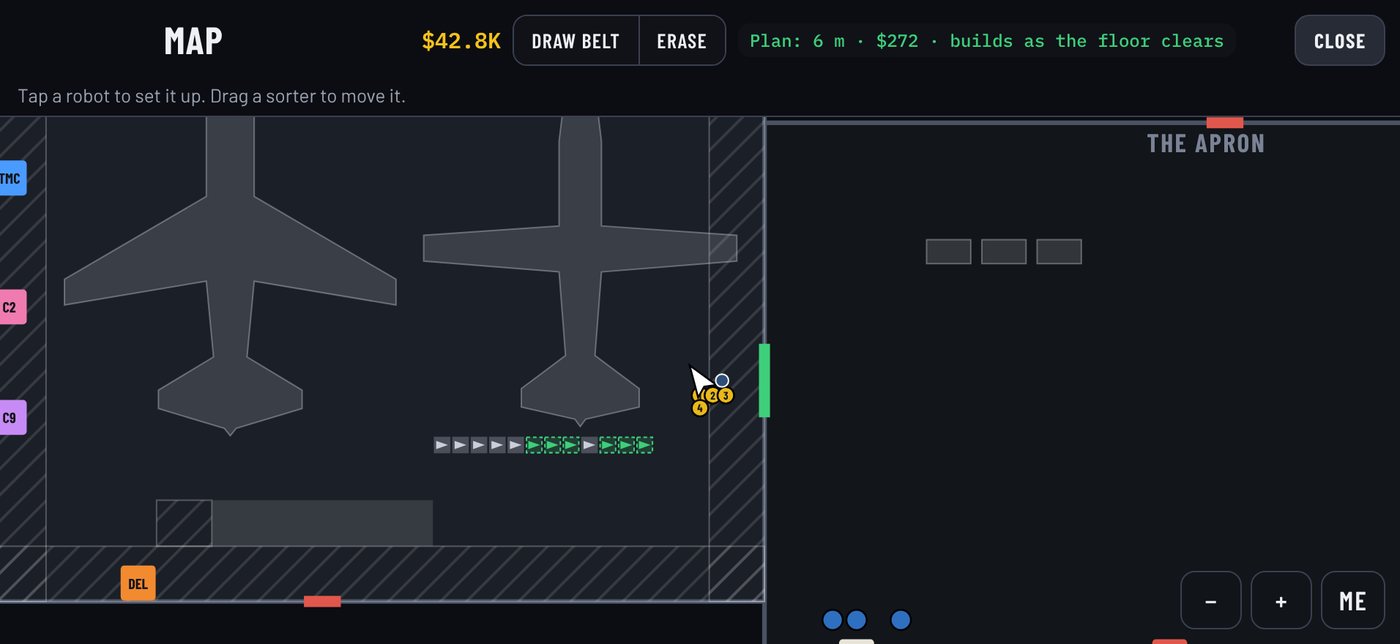 MAP
$42.8K
DRAW BELT
ERASE
Plan: 6 m · $272 · builds as the floor clears
CLOSE
Tap a robot to set it up. Drag a sorter to move it.
THE APRON
TMC
C2
C9
2
3
4
DEL
−
+
ME